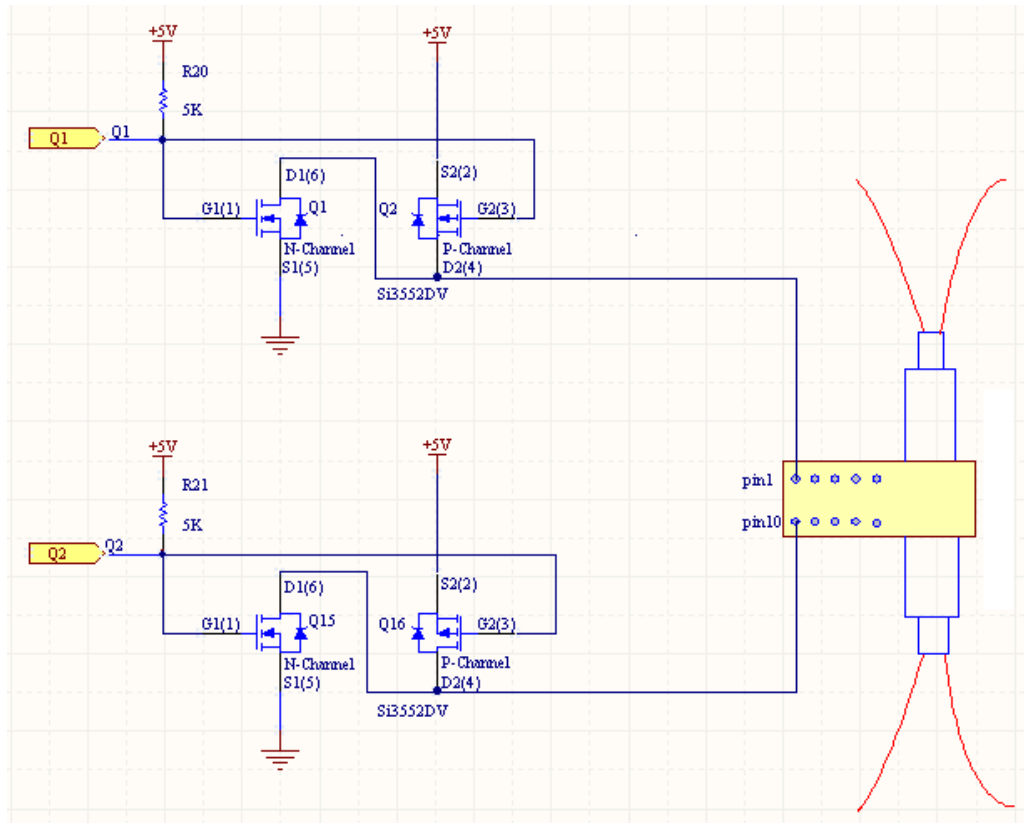 +5V
+5V
R20
5K
Q1
Q1
D1(6)
S2(2)
G1(1)
Q1
Q2
G2(3)
N-Channel
P-Channel
S1(5)
D2(4)
Si3552DV
+5V
+5V
pin1
R21
pin10
5K
Q2
Q2
D1(6)
S2(2)
G1(1)
Q15
Q16
G2(3)
N-Channel
P-Channel
S1(5)
D2(4)
Si3552DV